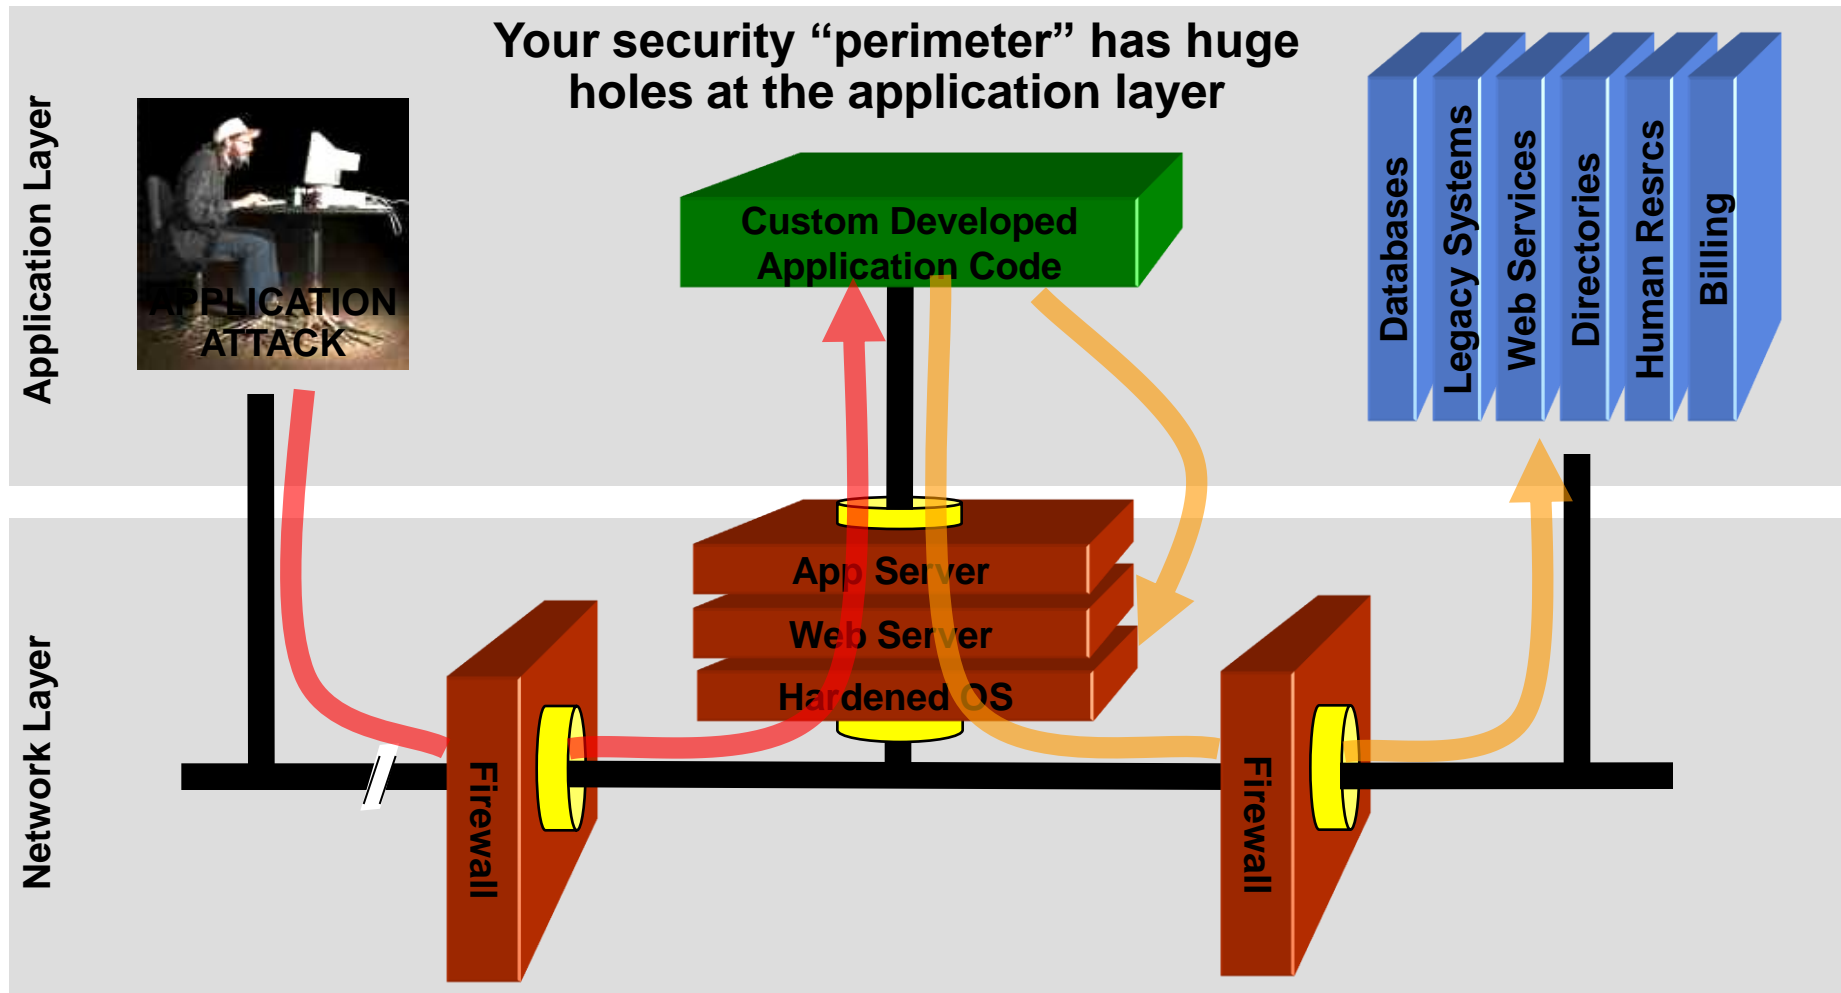 Your security “perimeter” has huge
holes at the application layer
Application Layer
APPLICATION
ATTACK
Custom Developed
Application Code
Databases
Legacy Systems
Web Services
Directories
Human Resrcs
Billing
Network Layer
App Server
Web Server
Hardened OS
Firewall
Firewall